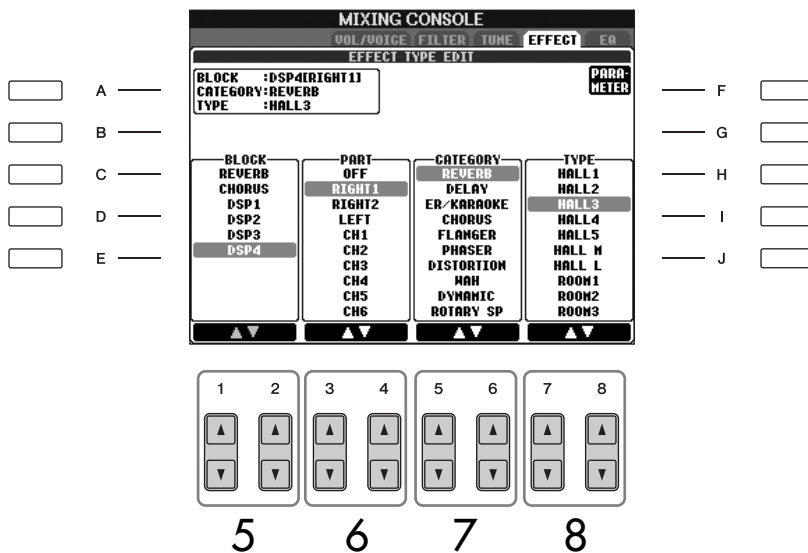 MIXING CONSOLE
VOL/VOICE FILTER TUNE EFFECT EQ
EFFECT TYPE EDIT
BLOCK :DSP4[RIGHT1]
CATEGORY:REVERB
TYPE :HALL3
PARA-
METER
A
B
C
D
E
F
G
H
I
J
BLOCK
REVERB
CHORUS
DSP1
DSP2
DSP3
DSP4
PART
OFF
RIGHT1
RIGHT2
LEFT
CH1
CH2
CH3
CH4
CH5
CH6
CATEGORY
REVERB
DELAY
ER/KARAOKE
CHORUS
FLANGER
PHASER
DISTORTION
WAH
DYNAMIC
ROTARY SP
TYPE
HALL1
HALL2
HALL3
HALL4
HALL5
HALL M
HALL L
ROOM1
ROOM2
ROOM3
1 2 3 4 5 6 7 8
5 6 7 8